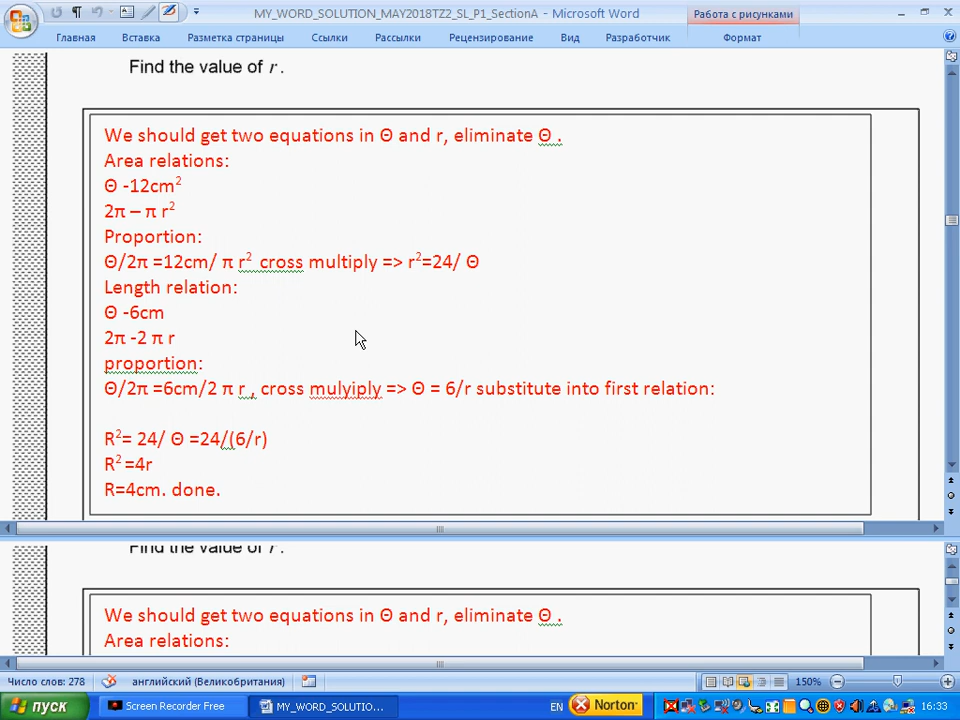 MY_WORD_SOLUTION_MAY2018TZ2_SL_P1_SectionA - Microsoft Word
Работа с рисунками
Главная Вставка Разметка страницы Ссылки Рассылки Рецензирование Вид Разработчик Формат
Find the value of r.
We should get two equations in Θ and r, eliminate Θ .
Area relations:
Θ -12cm²
2π – π r²
Proportion:
Θ/2π =12cm/ π r² cross multiply => r²=24/ Θ
Length relation:
Θ -6cm
2π -2 π r
proportion:
Θ/2π =6cm/2 π r , cross mulyiply => Θ = 6/r substitute into first relation:
R²= 24/ Θ =24/(6/r)
R² =4r
R=4cm. done.
Find the value of r.
We should get two equations in Θ and r, eliminate Θ .
Area relations:
Число слов: 278 английский (Великобритания) 150%
пуск Screen Recorder Free MY_WORD_SOLUTIO... EN Norton· 16:33